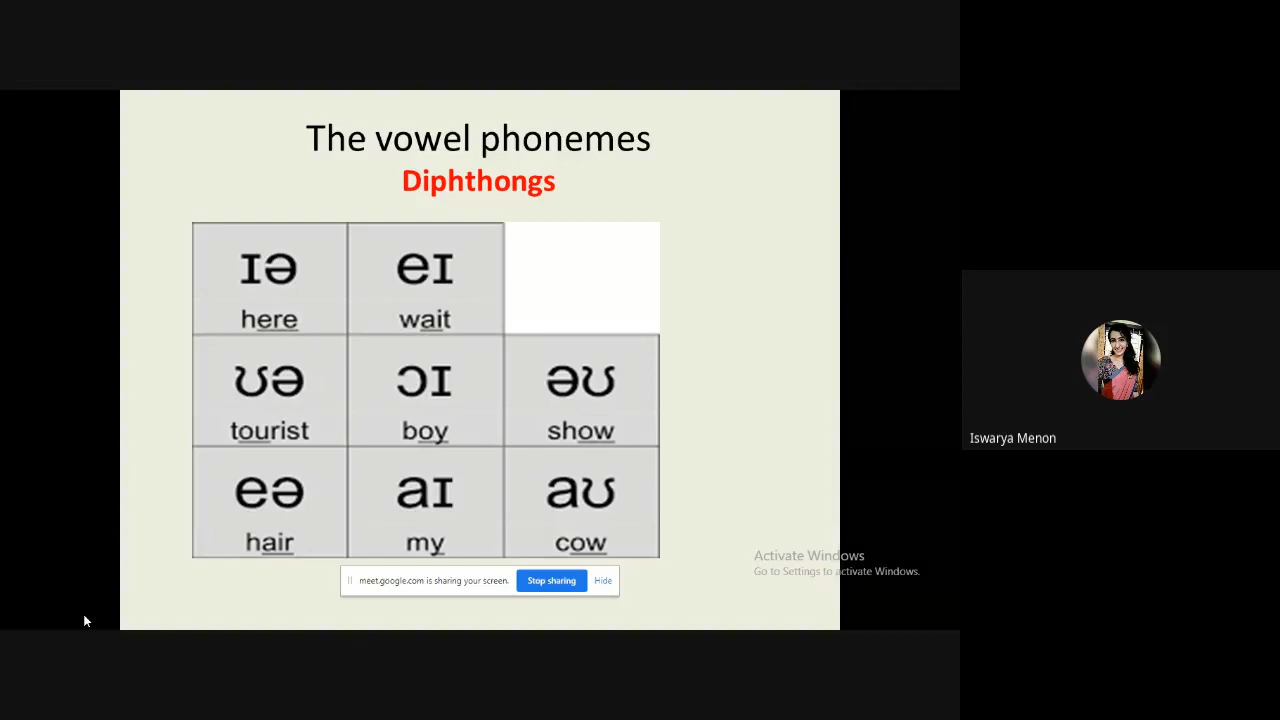 The vowel phonemes
Diphthongs
ɪə eɪ
here wait
ʊə ɔɪ əʊ
tourist boy show
eə aɪ aʊ
hair my cow
meet.google.com is sharing your screen. Stop sharing Hide
Activate Windows
Go to Settings to activate Windows.
Iswarya Menon